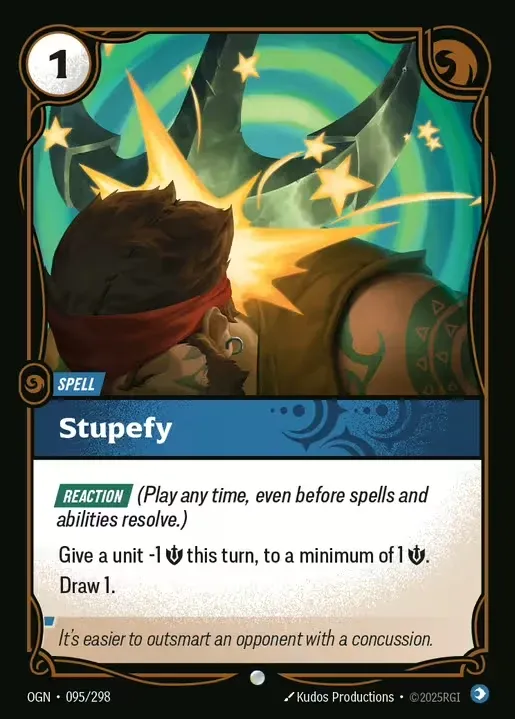 1
SPELL
Stupefy
REACTION (Play any time, even before spells and
abilities resolve.)
Give a unit -1 this turn, to a minimum of 1 .
Draw 1.
It's easier to outsmart an opponent with a concussion.
OGN • 095/298 Kudos Productions • ©2025RGI